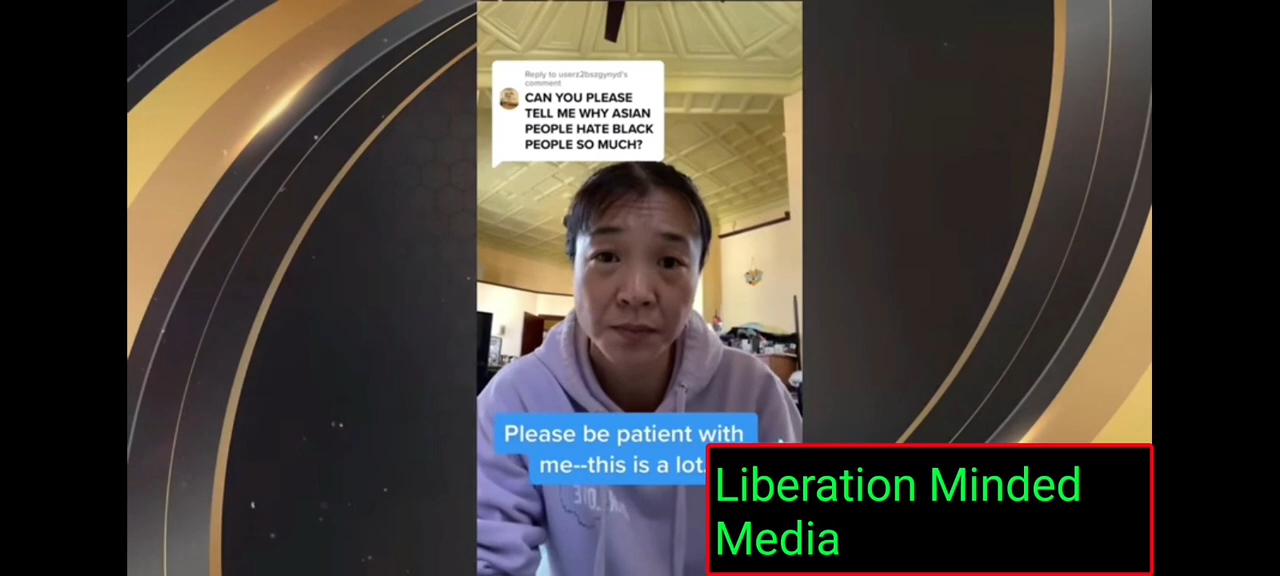 Reply to userz2bszgynyd's
comment
CAN YOU PLEASE
TELL ME WHY ASIAN
PEOPLE HATE BLACK
PEOPLE SO MUCH?
Please be patient with
me--this is a lot.
Liberation Minded
Media